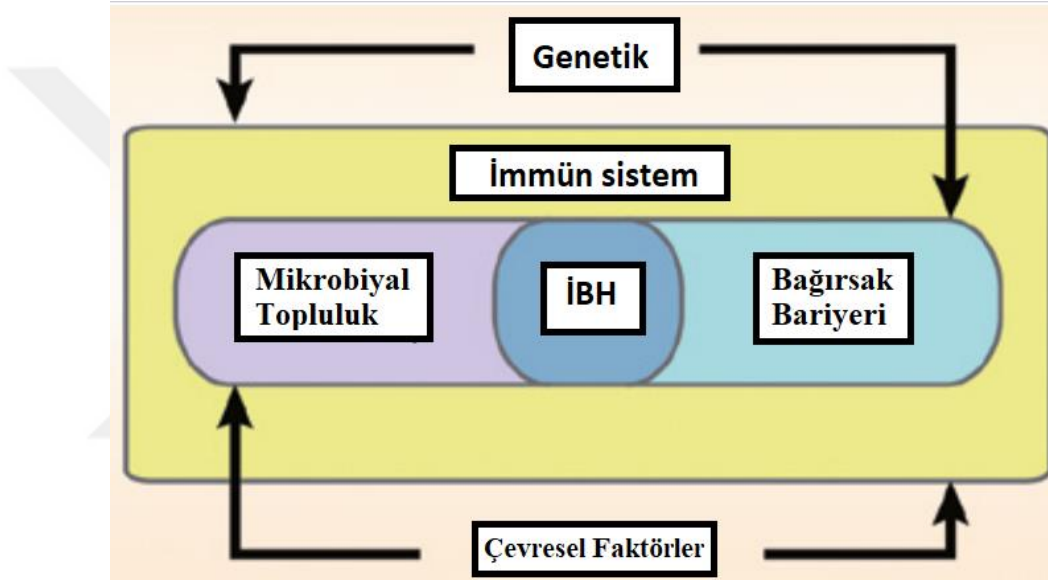 Genetik
İmmün sistem
Mikrobiyal
Topluluk
İBH
Bağırsak
Bariyeri
Çevresel Faktörler